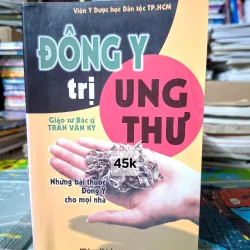 Viện Y Dược học Dân tộc TP.HCM
ĐÔNG Y
trị
UNG
THƯ
Giáo sư Bác sĩ
TRẦN VĂN KỲ
45k
Những bài thuốc
Đông Y
cho mọi nhà